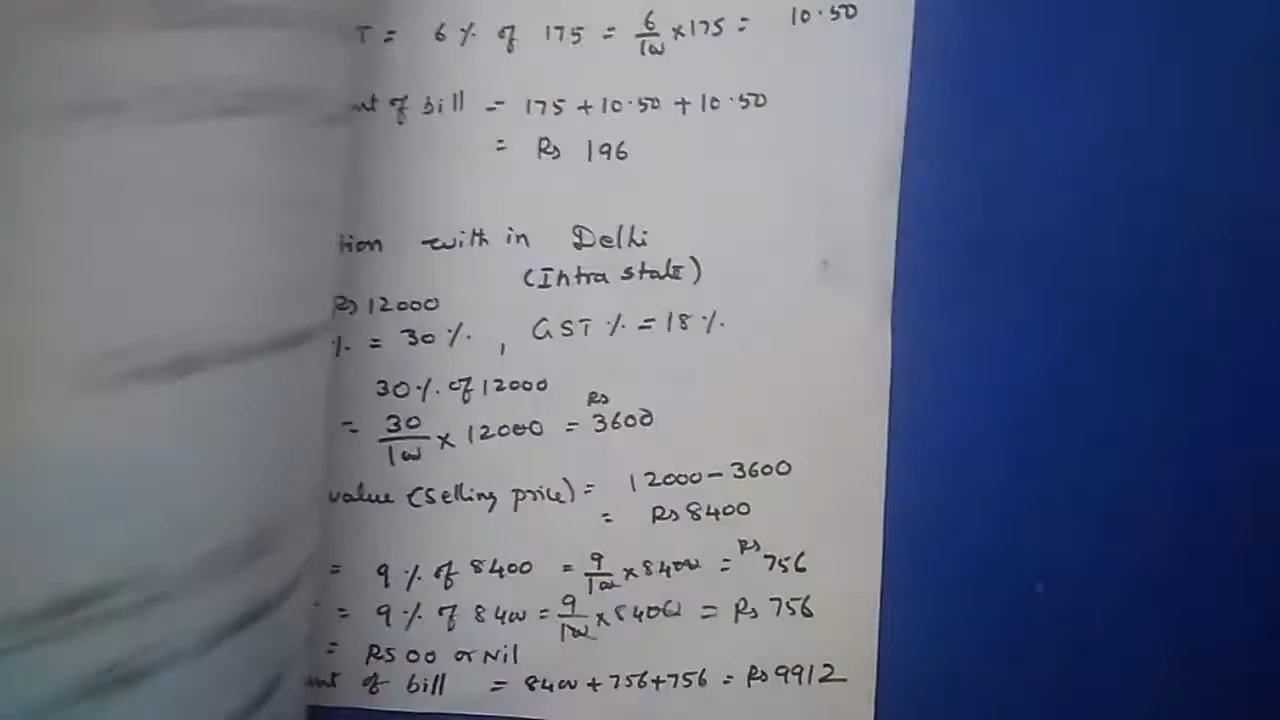 T = 6 % of 175 = 6/100 × 175 = 10.50
nt of bill = 175 + 10.50 + 10.50
= Rs 196
tion with in Delhi
(Intra state)
Rs 12000
% = 30 %, GST % = 18 %.
30 % of 12000
= 30/100 × 12000 = Rs 3600
value (selling price) = 12000 - 3600
= Rs 8400
= 9 % of 8400 = 9/100 × 8400 = Rs 756
= 9 % of 8400 = 9/100 × 8400 = Rs 756
= Rs 00 or Nil
unt of bill = 8400 + 756 + 756 = Rs 9912